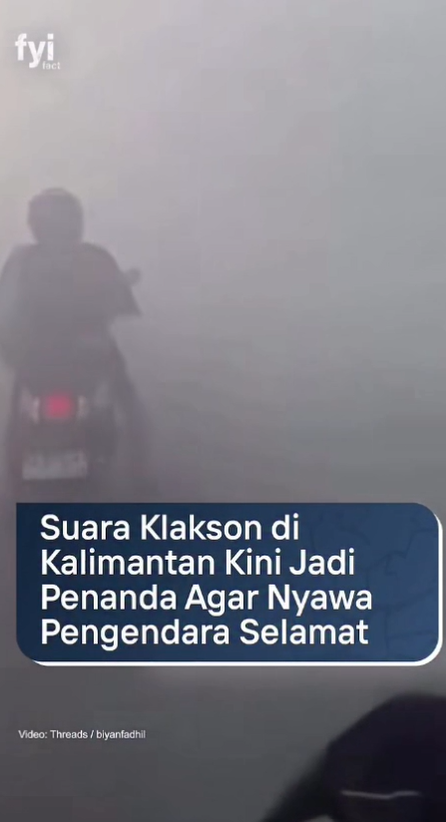 fyi
fact
Suara Klakson di
Kalimantan Kini Jadi
Penanda Agar Nyawa
Pengendara Selamat
Video: Threads / biyanfadhil